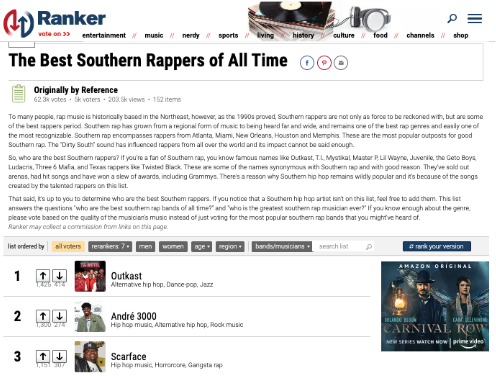 Ranker
vote on >>
entertainment // music // nerdy // sports // living // history // culture // food // channels // shop
The Best Southern Rappers of All Time
Originally by Reference
62.3k votes • 5k voters • 203.5k views • 152 items
To many people, rap music is historically based in the Northeast, however, as the 1990s proved, Southern rappers are not only as force to be reckoned with, but are some
of the best rappers period. Southern rap has grown from a regional form of music to being heard far and wide, and remains one of the best rap genres and easily one of
the most recognizable. Southern rap encompasses rappers from Atlanta, Miami, New Orleans, Houston and Memphis. These are the most popular outposts for good
Southern rap. The "Dirty South" sound has influenced rappers from all over the world and its impact cannot be said enough.
So, who are the best Southern rappers? If you're a fan of Southern rap, you know famous names like Outkast, T.I., Mystikal, Master P, Lil Wayne, Juvenile, the Geto Boys,
Ludacris, Three 6 Mafia, and Texas rappers like Twisted Black. These are some of the names synonymous with Southern rap and with good reason. They've sold out
arenas, had hit songs and have won a slew of awards, including Grammys. There's a reason why Southern hip hop remains wildly popular and it's because of the songs
created by the talented rappers on this list.
That said, it's up to you to determine who are the best Southern rappers. If you notice that a Southern hip hop artist isn't on this list, feel free to add them. This list
answers the questions "who are the best southern rap bands of all time?" and "who is the greatest southern rap musician ever?" If you know enough about the genre,
please vote based on the quality of the musician's music instead of just voting for the most popular southern rap bands that you might've heard of.
Ranker may collect a commission from links on this page.
list ordered by all voters rerankers: 7 men women age region bands/musicians search list # rank your version
1 Outkast
1,425 414 Alternative hip hop, Dance-pop, Jazz
2 André 3000
1,300 274 Hip hop music, Alternative hip hop, Rock music
3 Scarface
1,151 307 Hip hop music, Horrorcore, Gangsta rap
AMAZON ORIGINAL
ORLANDO BLOOM CARA DELEVINGNE
CARNIVAL ROW
NEW SERIES WATCH NOW prime video